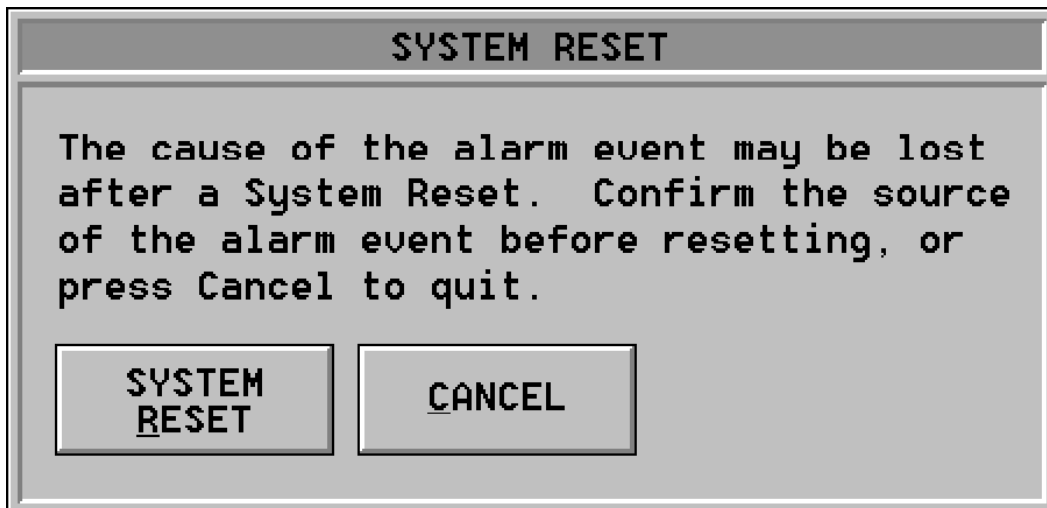 SYSTEM RESET
The cause of the alarm event may be lost
after a System Reset.  Confirm the source
of the alarm event before resetting, or
press Cancel to quit.
SYSTEM
RESET
CANCEL